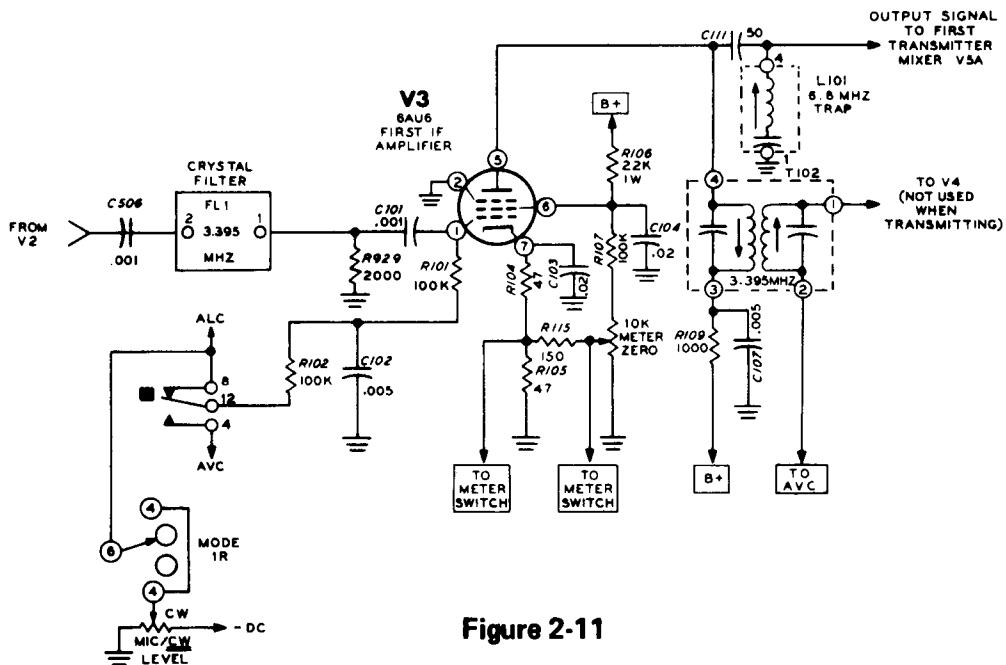 C111
50
OUTPUT SIGNAL
TO FIRST
TRANSMITTER
MIXER V5A
4
L101
6.8 MHZ
TRAP
1
V3
6AU6
FIRST IF
AMPLIFIER
B+
R106
22K
1W
5
2
6
1
7
CRYSTAL
FILTER
C506
.001
FROM
V2
2
FL1
1
3.395
MHZ
C101
.001
R929
2000
R101
100K
R104
47
C103
.02
R107
100K
C104
.02
T102
4
1
TO V4
(NOT USED
WHEN
TRANSMITTING)
3.395MHZ
3
2
R109
1000
.005
C107
ALC
R102
100K
C102
.005
R115
150
R105
47
10K
METER
ZERO
8
12
4
AVC
TO
METER
SWITCH
TO
METER
SWITCH
B+
TO
AVC
4
6
MODE
1R
4
CW
MIC/CW
LEVEL
- DC
Figure 2-11